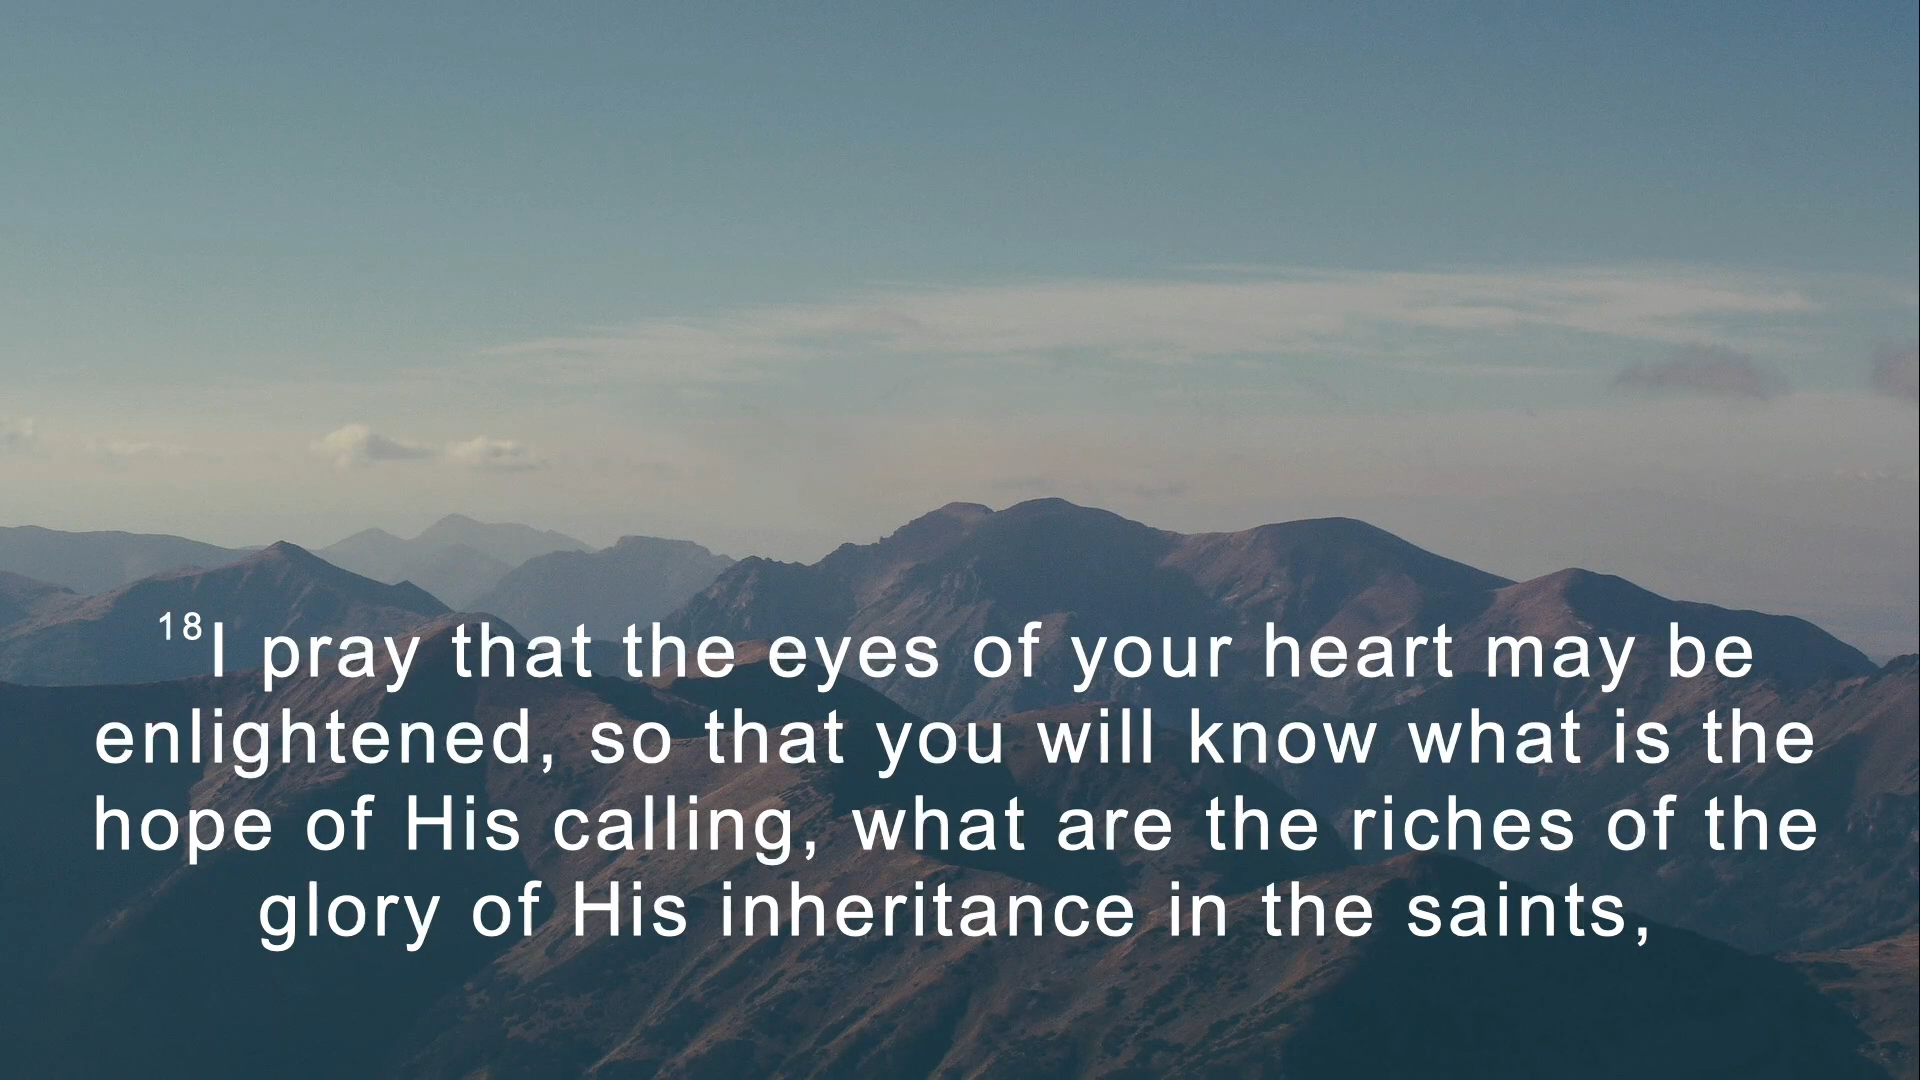 18I pray that the eyes of your heart may be
enlightened, so that you will know what is the
hope of His calling, what are the riches of the
glory of His inheritance in the saints,